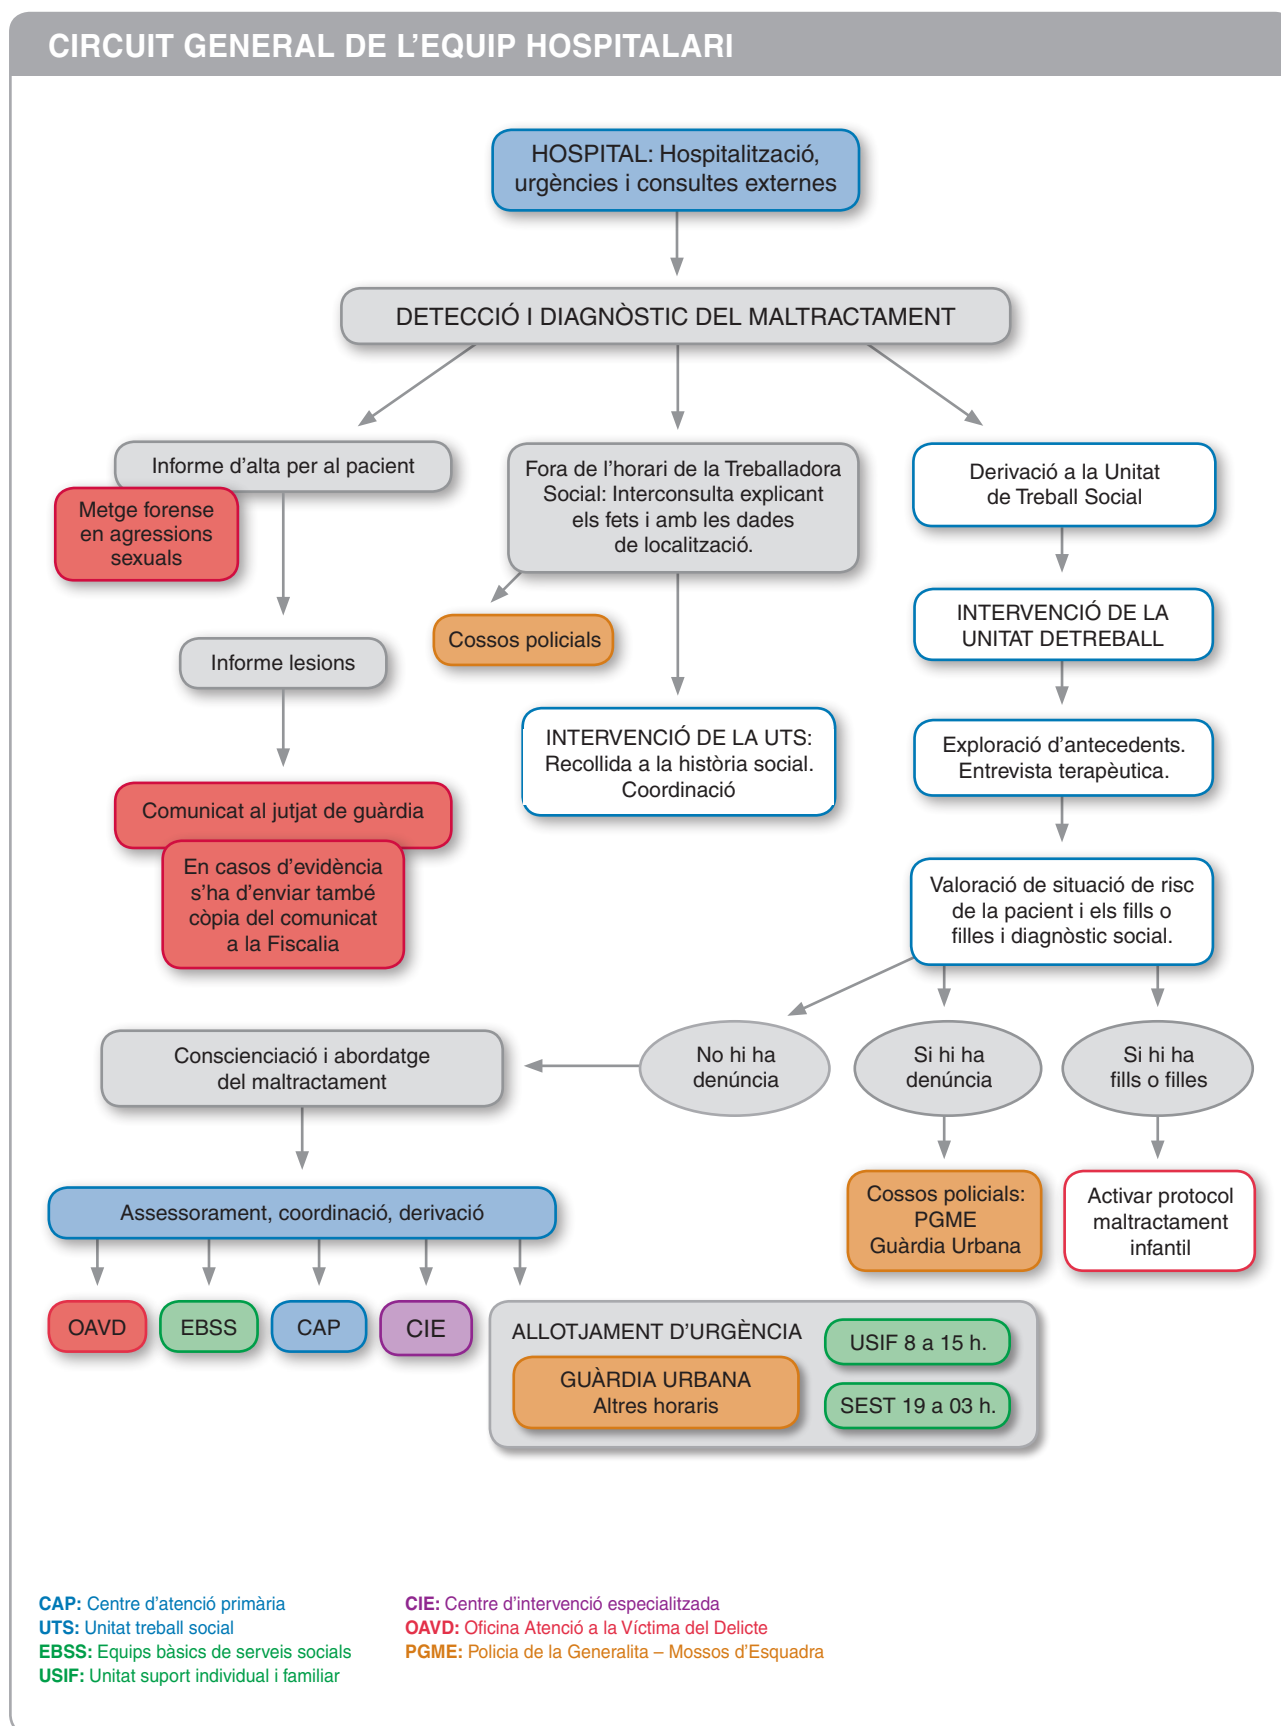 CIRCUIT GENERAL DE L’EQUIP HOSPITALARI
HOSPITAL: Hospitalització,
urgències i consultes externes
DETECCIÓ I DIAGNÒSTIC DEL MALTRACTAMENT
Informe d’alta per al pacient
Metge forense
en agressions
sexuals
Informe lesions
Comunicat al jutjat de guàrdia
En casos d’evidència
s’ha d’enviar també
còpia del comunicat
a la Fiscalia
Fora de l’horari de la Treballadora
Social: Interconsulta explicant
els fets i amb les dades
de localització.
Cossos policials
INTERVENCIÓ DE LA UTS:
Recollida a la història social.
Coordinació
Derivació a la Unitat
de Treball Social
INTERVENCIÓ DE LA
UNITAT DETREBALL
Exploració d’antecedents.
Entrevista terapèutica.
Valoració de situació de risc
de la pacient i els fills o
filles i diagnòstic social.
No hi ha
denúncia
Si hi ha
denúncia
Si hi ha
fills o filles
Conscienciació i abordatge
del maltractament
Cossos policials:
PGME
Guàrdia Urbana
Activar protocol
maltractament
infantil
Assessorament, coordinació, derivació
OAVD
EBSS
CAP
CIE
ALLOTJAMENT D’URGÈNCIA
GUÀRDIA URBANA
Altres horaris
USIF 8 a 15 h.
SEST 19 a 03 h.
CAP: Centre d’atenció primària
UTS: Unitat treball social
EBSS: Equips bàsics de serveis socials
USIF: Unitat suport individual i familiar
CIE: Centre d’intervenció especialitzada
OAVD: Oficina Atenció a la Víctima del Delicte
PGME: Policia de la Generalita – Mossos d’Esquadra